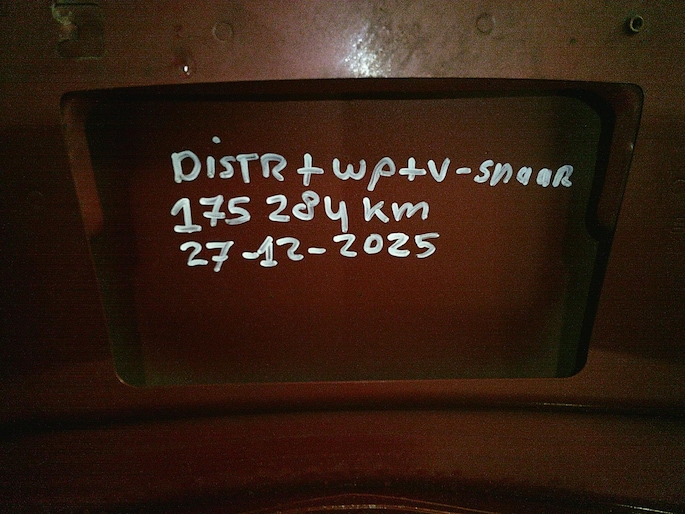 DiSTR + WP + V-SNAAR
175 284 km
27-12-2025